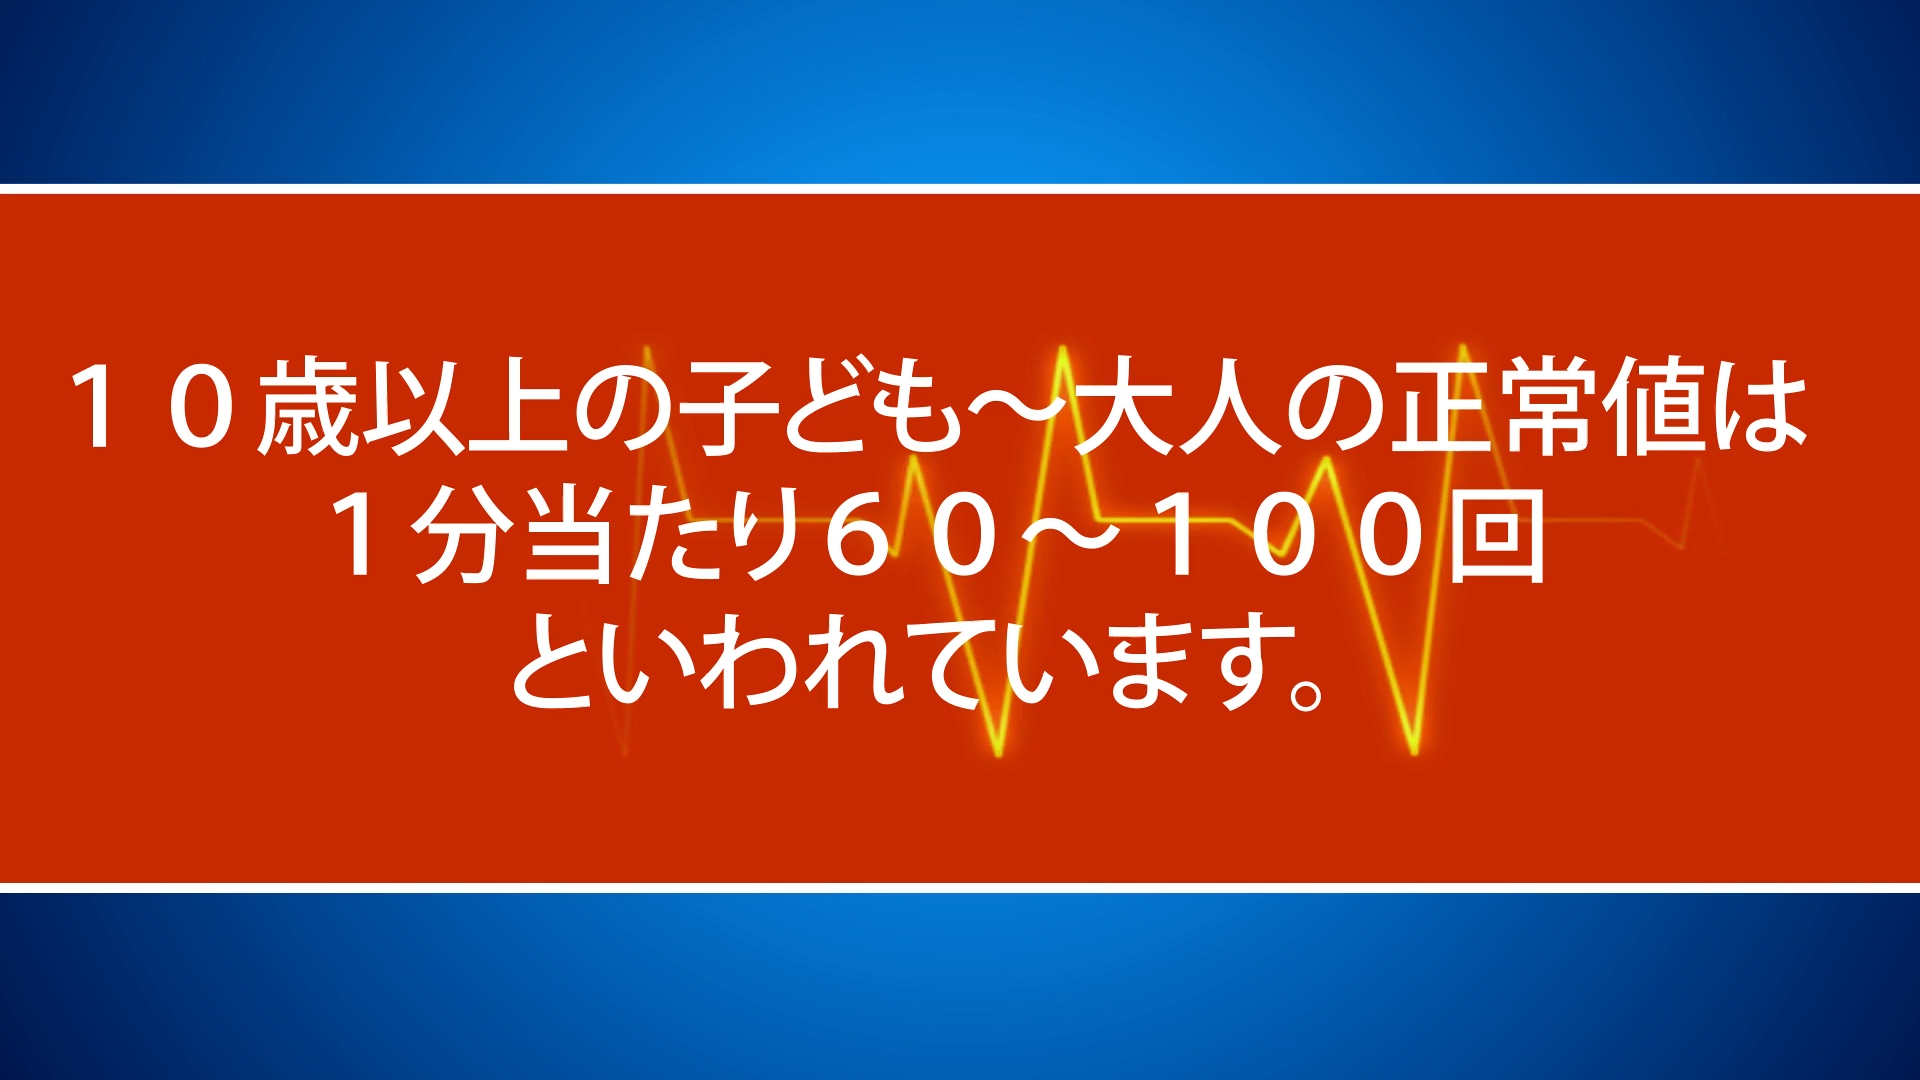 １０歳以上の子ども～大人の正常値は
１分当たり６０～１００回
といわれています。